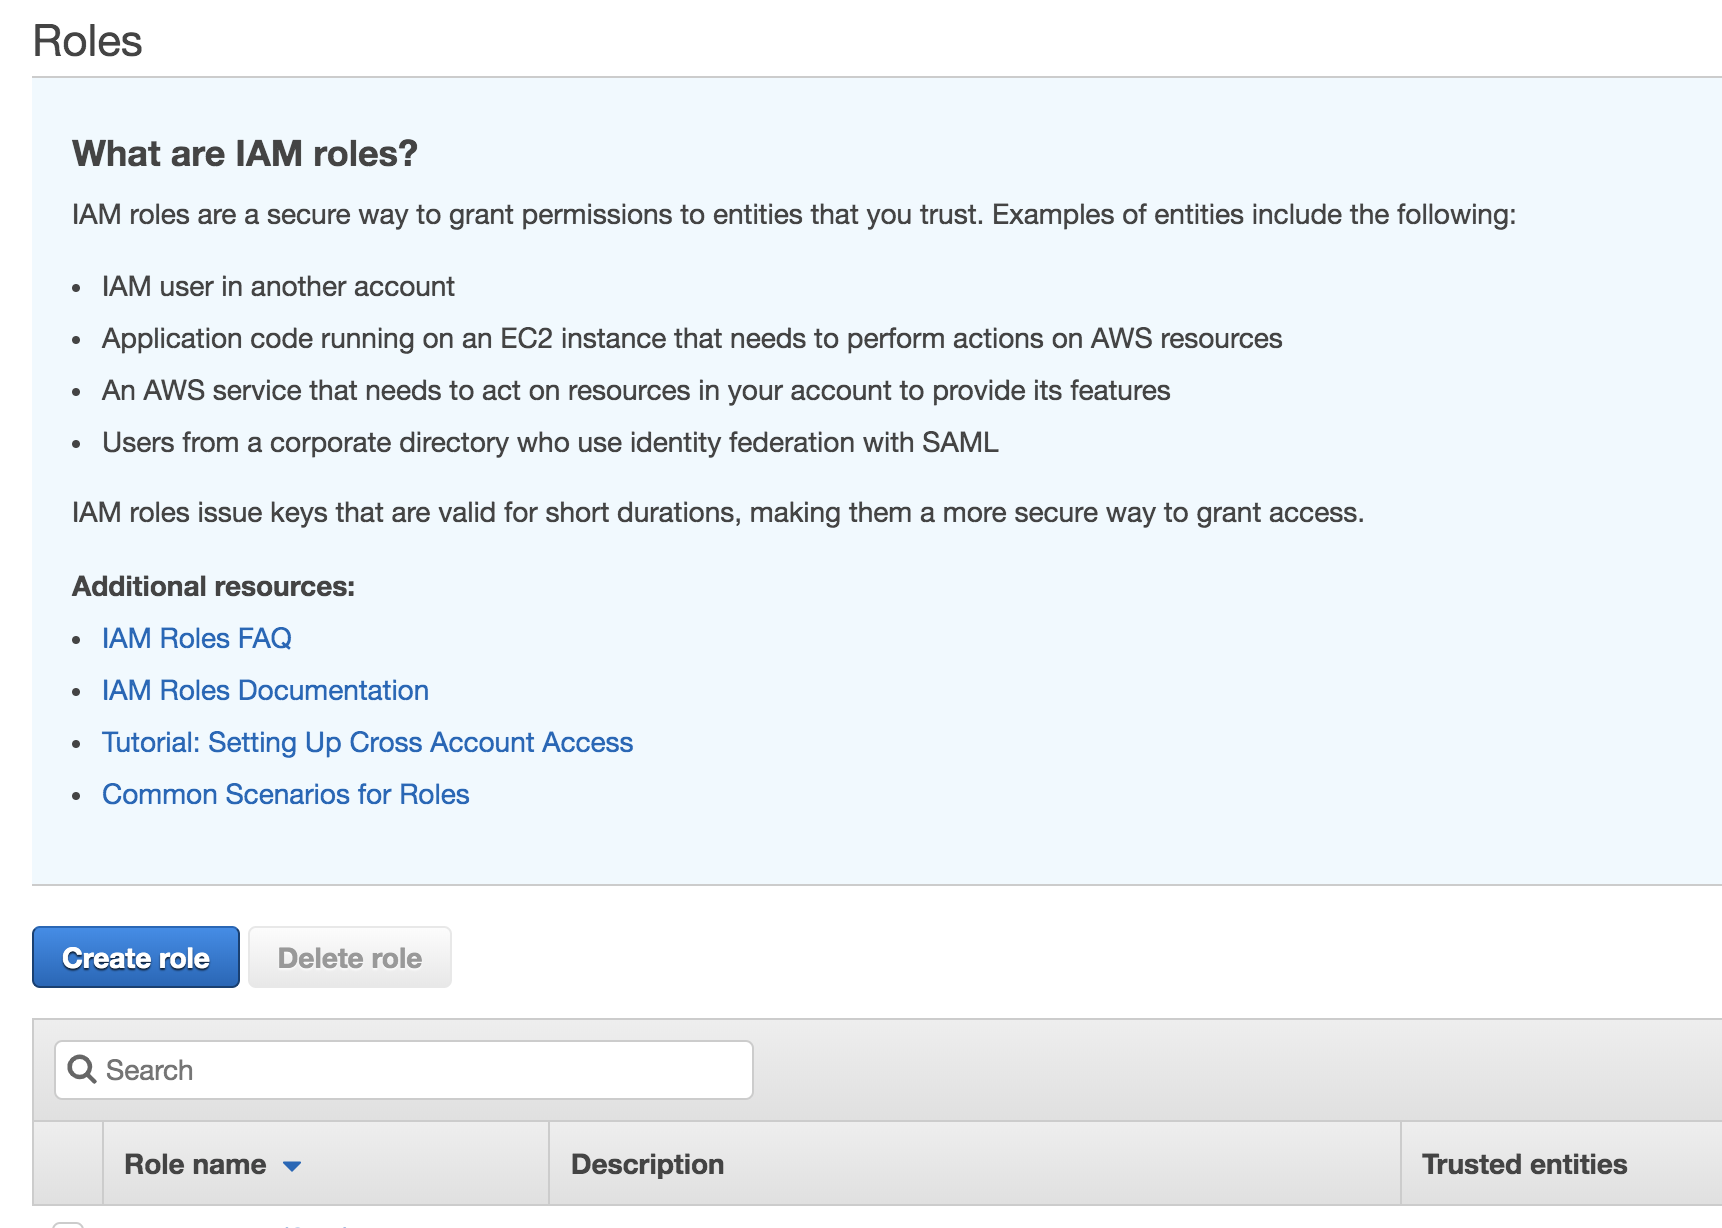 Roles
What are IAM roles?
IAM roles are a secure way to grant permissions to entities that you trust. Examples of entities include the following:
• IAM user in another account
• Application code running on an EC2 instance that needs to perform actions on AWS resources
• An AWS service that needs to act on resources in your account to provide its features
• Users from a corporate directory who use identity federation with SAML
IAM roles issue keys that are valid for short durations, making them a more secure way to grant access.
Additional resources:
• IAM Roles FAQ
• IAM Roles Documentation
• Tutorial: Setting Up Cross Account Access
• Common Scenarios for Roles
Create role Delete role
Search
Role name Description Trusted entities